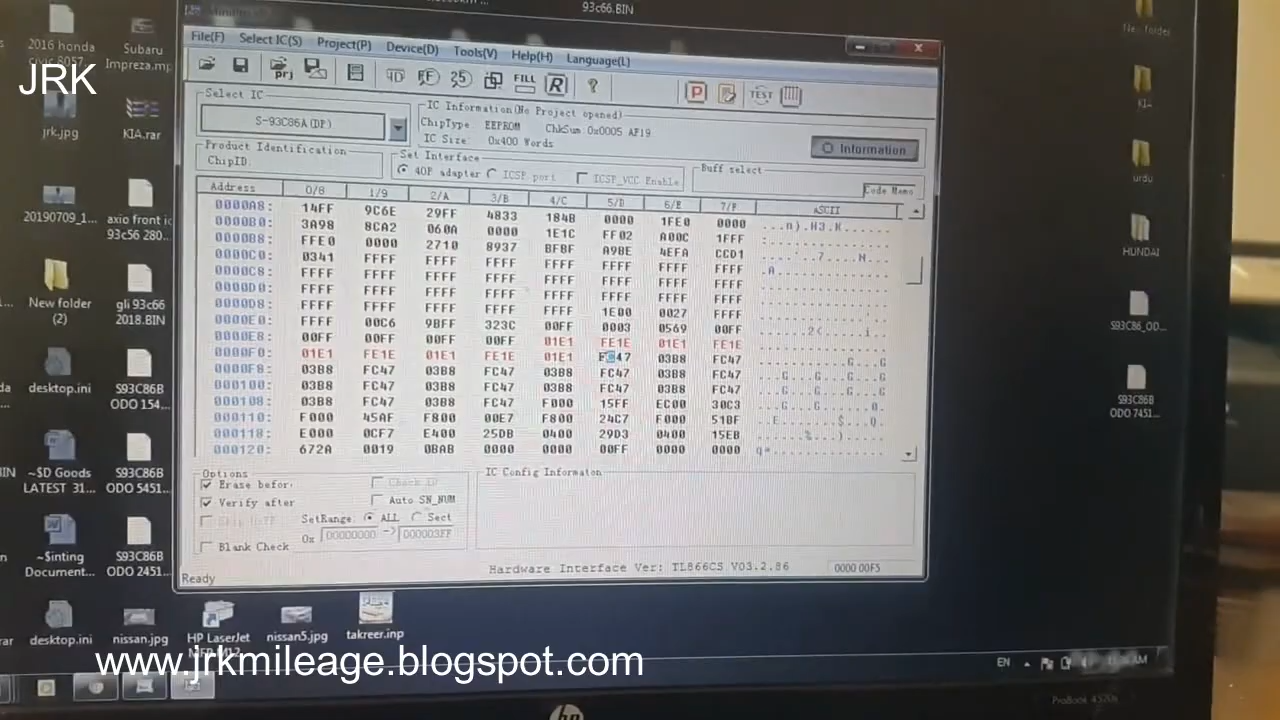 93c66.BIN
JRK
2016 honda
Subaru
Impreza.mp
jrk.jpg
KIA.rar
20190709_1...
axio front ic
93c56 280...
New folder
(2)
gli 93c66
2018.BIN
desktop.ini
S93C86B
ODO 154...
~$D Goods
LATEST 31...
S93C86B
ODO 5451...
~$inting
Document...
S93C86B
ODO 2451...
desktop.ini
nissan.jpg
HP LaserJet
nissan5.jpg
takreer.inp
File(F) Select IC(S) Project(P) Device(D) Tools(V) Help(H) Language(L)
Select IC
S-93C86A(DP)
IC Information(No Project opened)
ChipType: EEPROM ChkSum:0x0005 AF19
IC Size: 0x400 Words
Information
Product Identification
ChipID:
Set Interface
40P adapter ICSP port ICSP_VCC Enable
Buff select
Code Memo
Address 0/8 1/9 2/A 3/B 4/C 5/D 6/E 7/F ASCII
0000A8: 14FF 9C6E 29FF 4833 184B 0000 1FE0 0000
0000B0: 3A98 8CA2 060A 0000 1E1C FF02 A00C 1FFF
0000B8: FFE0 0000 2710 8937 BFBF A9BE 4EFA CCD1
0000C0: 0341 FFFF FFFF FFFF FFFF FFFF FFFF FFFF
0000C8: FFFF FFFF FFFF FFFF FFFF FFFF FFFF FFFF
0000D0: FFFF FFFF FFFF FFFF FFFF FFFF FFFF FFFF
0000D8: FFFF FFFF FFFF FFFF FFFF 1E00 0027 FFFF
0000E0: FFFF 00C6 9BFF 323C 00FF 0003 0569 00FF
0000E8: 00FF 00FF 00FF 00FF 01E1 FE1E 01E1 FE1E
0000F0: 01E1 FE1E 01E1 FE1E 01E1 FC47 03B8 FC47
0000F8: 03B8 FC47 03B8 FC47 03B8 FC47 03B8 FC47
000100: 03B8 FC47 03B8 FC47 03B8 FC47 03B8 FC47
000108: 03B8 FC47 03B8 FC47 F000 15FF EC00 30C3
000110: F000 45AF F800 00E7 F800 24C7 F000 51BF
000118: E000 0CF7 E400 25DB 0400 29D3 0400 15EB
000120: 672A 0019 0BAB 0000 0000 00FF 0000 0000
Options
Erase befor:
Check ID
Verify after
Auto SN_NUM
SetRange: ALL Sect
0x 00000000 -> 000003FF
Blank Check
IC Config Informaton
Ready
Hardware Interface Ver: TL866CS V03.2.86
0000 00F5
New folder
KIA
urdu
HUNDAI
S93C86_OD...
S93C86B
ODO 7451...
EN
AM
www.jrkmileage.blogspot.com
ProBook 4520s
hp